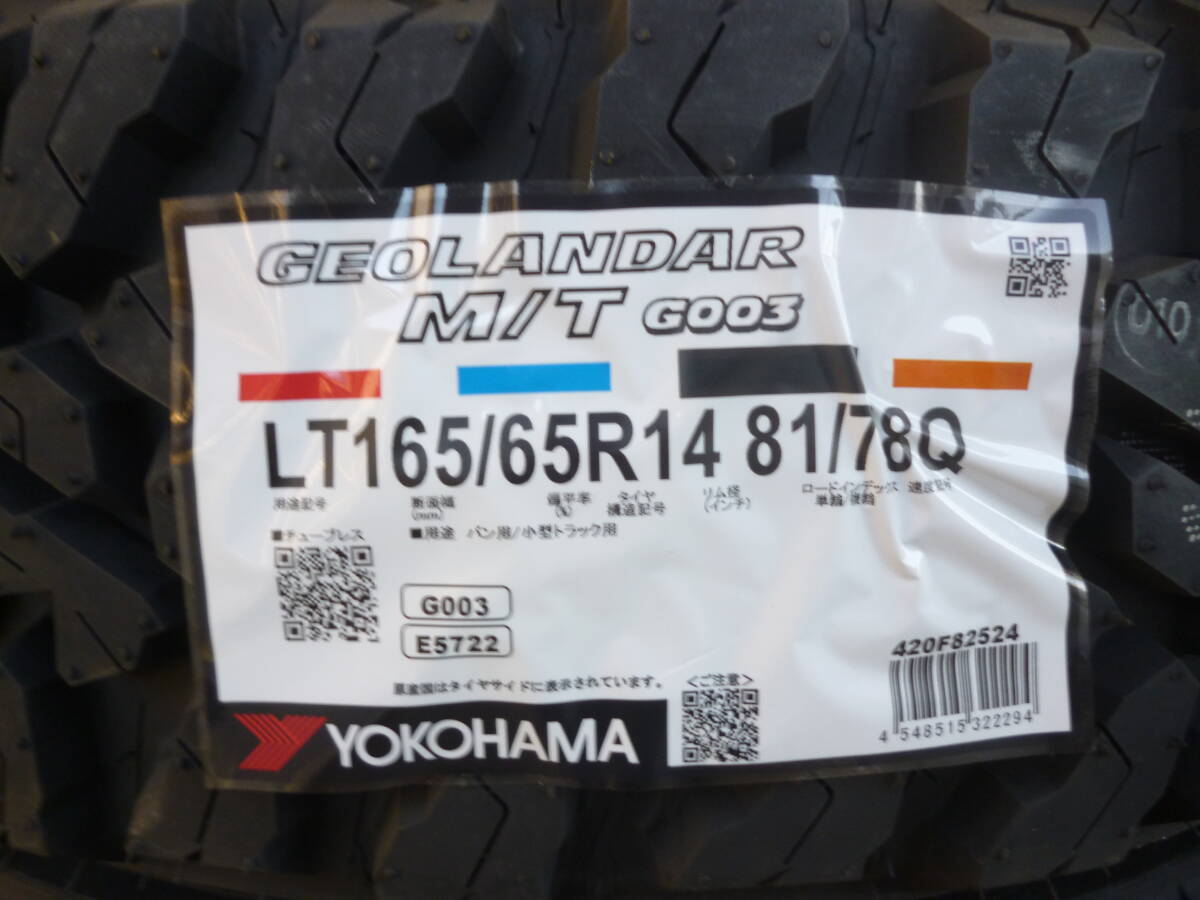 GEOLANDAR
M/T G003
LT165/65R14 81/78Q
用途記号 断面幅 偏平率 タイヤ リム径 ロードインデックス 速度記号
(mm) (%) 構造記号 (インチ) 単輪/複輪
■チューブレス ■用途 バン用/小型トラック用
G003
E5722
原産国はタイヤサイドに表示されています。
<ご注意>
420F82524
4 548515 322294
YOKOHAMA
010